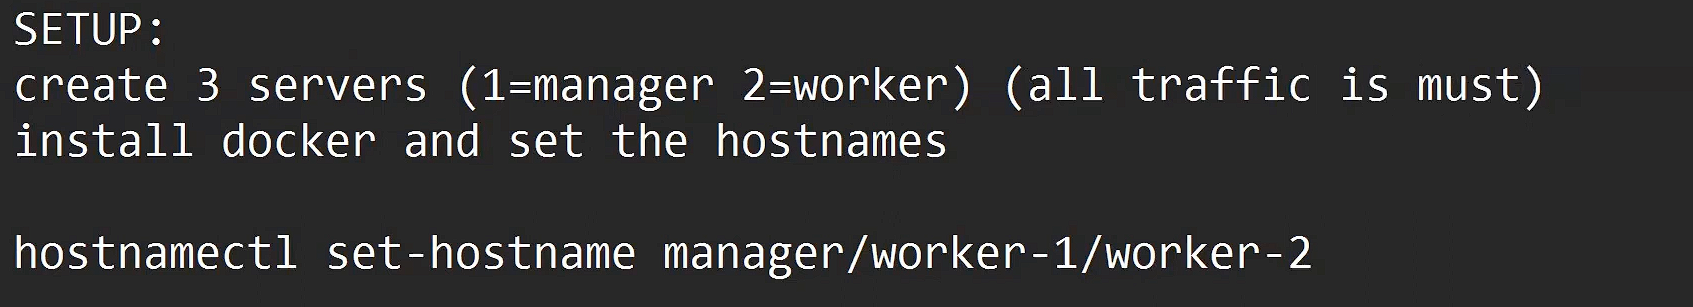 SETUP:
create 3 servers (1=manager 2=worker) (all traffic is must)
install docker and set the hostnames
hostnamectl set-hostname manager/worker-1/worker-2